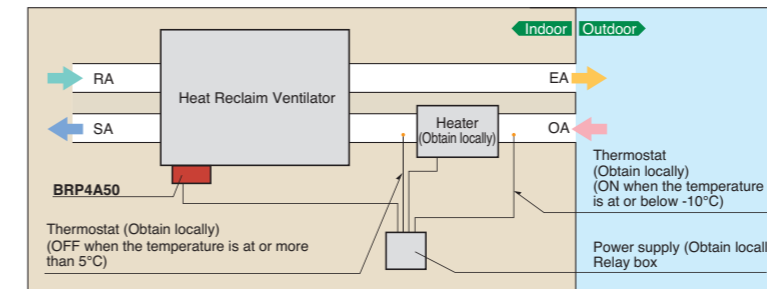 Indoor Outdoor
RA
EA
Heat Reclaim Ventilator
SA
Heater
(Obtain locally)
OA
Thermostat
(Obtain locally)
(ON when the temperature
is at or below -10°C)
BRP4A50
Thermostat (Obtain locally)
(OFF when the temperature is at or more
than 5°C)
Power supply (Obtain locall
Relay box